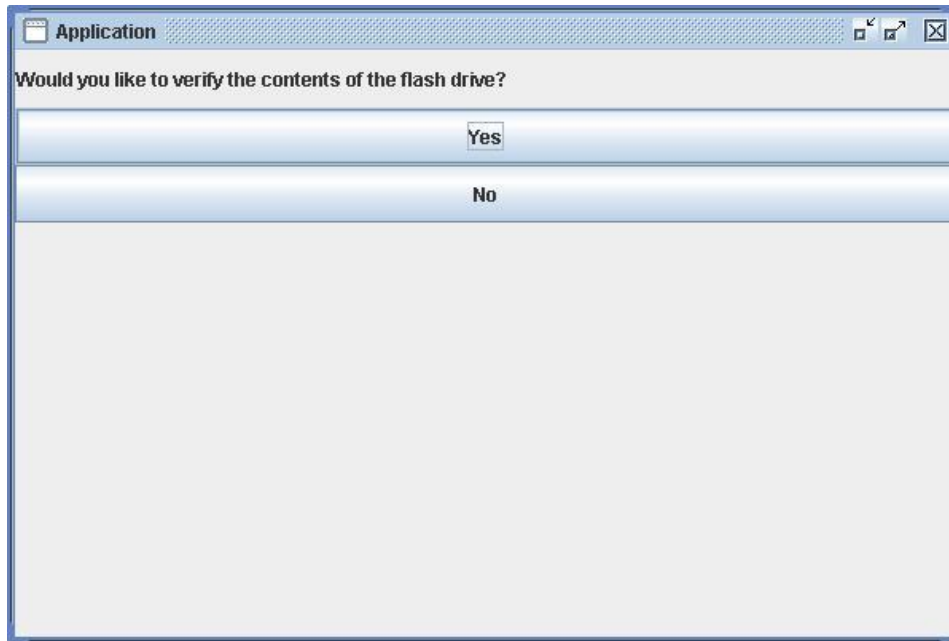 Application
Would you like to verify the contents of the flash drive?
Yes
No